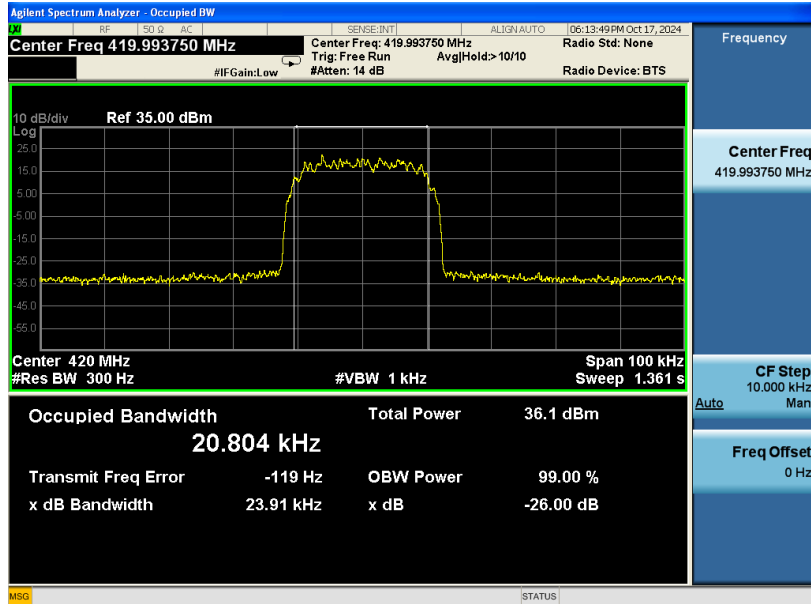 Agilent Spectrum Analyzer - Occupied BW
LXI RF 50 Ω AC SENSE:INT ALIGN AUTO 06:13:49 PM Oct 17, 2024
Center Freq 419.993750 MHz
Center Freq: 419.993750 MHz
Radio Std: None
Trig: Free Run
Avg|Hold:>10/10
#IFGain:Low
#Atten: 14 dB
Radio Device: BTS
10 dB/div
Ref 35.00 dBm
Log
25.0
15.0
5.00
-5.00
-15.0
-25.0
-35.0
-45.0
-55.0
Center 420 MHz
Span 100 kHz
#Res BW 300 Hz
#VBW 1 kHz
Sweep 1.361 s
Occupied Bandwidth
20.804 kHz
Total Power 36.1 dBm
Transmit Freq Error -119 Hz
OBW Power 99.00 %
x dB Bandwidth 23.91 kHz
x dB -26.00 dB
Frequency
Center Freq
419.993750 MHz
CF Step
10.000 kHz
Auto Man
Freq Offset
0 Hz
MSG
STATUS